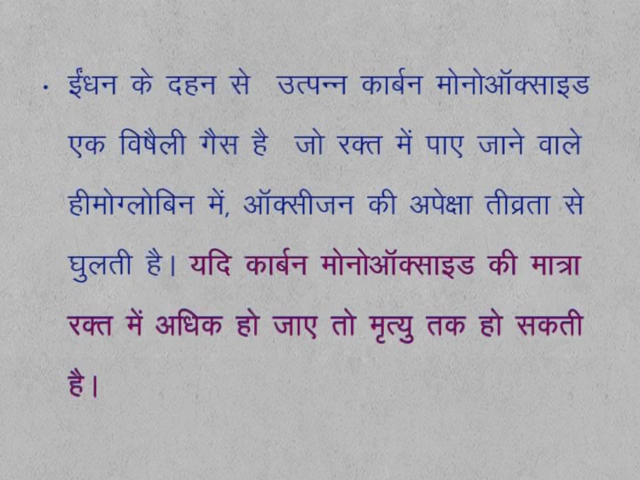 • ईंधन के दहन से उत्पन्न कार्बन मोनोऑक्साइड
एक विषैली गैस है जो रक्त में पाए जाने वाले
हीमोग्लोबिन में, ऑक्सीजन की अपेक्षा तीव्रता से
घुलती है। यदि कार्बन मोनोऑक्साइड की मात्रा
रक्त में अधिक हो जाए तो मृत्यु तक हो सकती
है।